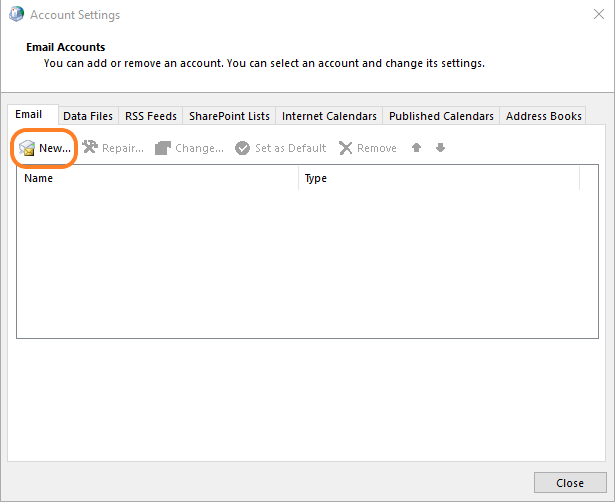 Account Settings
Email Accounts
You can add or remove an account. You can select an account and change its settings.
Email Data Files RSS Feeds SharePoint Lists Internet Calendars Published Calendars Address Books
New... Repair... Change... Set as Default Remove
Name Type
Close